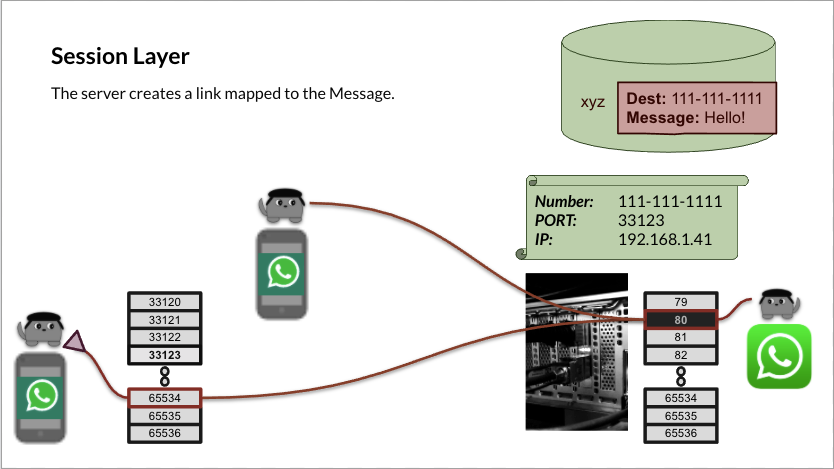 Session Layer
The server creates a link mapped to the Message.
xyz
Dest: 111-111-1111
Message: Hello!
Number: 111-111-1111
PORT: 33123
IP: 192.168.1.41
33120
33121
33122
33123
65534
65535
65536
79
80
81
82
65534
65535
65536